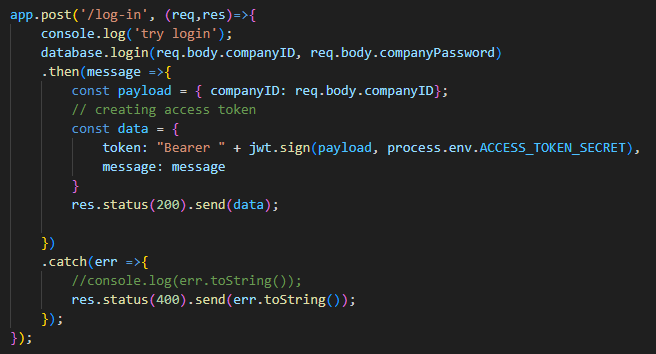 app.post('/log-in', (req,res)=>{
    console.log('try login');
    database.login(req.body.companyID, req.body.companyPassword)
    .then(message =>{
        const payload = { companyID: req.body.companyID};
        // creating access token
        const data = {
            token: "Bearer " + jwt.sign(payload, process.env.ACCESS_TOKEN_SECRET),
            message: message
        }
        res.status(200).send(data);

    })
    .catch(err =>{
        //console.log(err.toString());
        res.status(400).send(err.toString());
    });
});